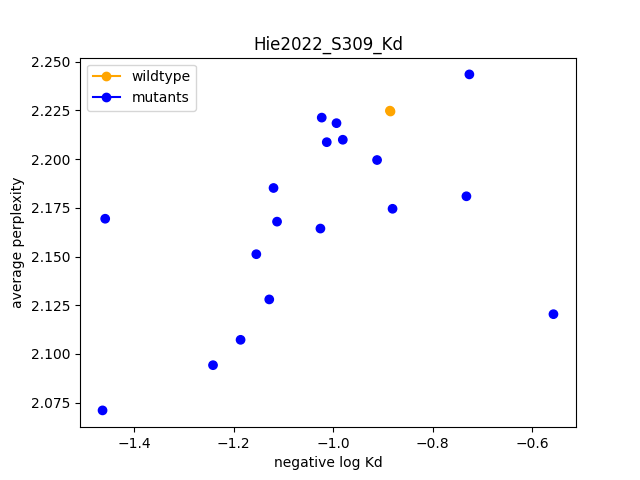 Hie2022_S309_Kd
wildtype
mutants
2.250
2.225
2.200
2.175
2.150
2.125
2.100
2.075
average perplexity
−1.4
−1.2
−1.0
−0.8
−0.6
negative log Kd